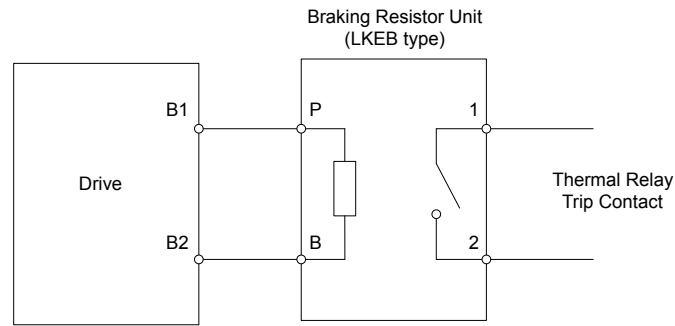 Braking Resistor Unit
(LKEB type)
B1
P
1
Drive
Thermal Relay
Trip Contact
B2
B
2